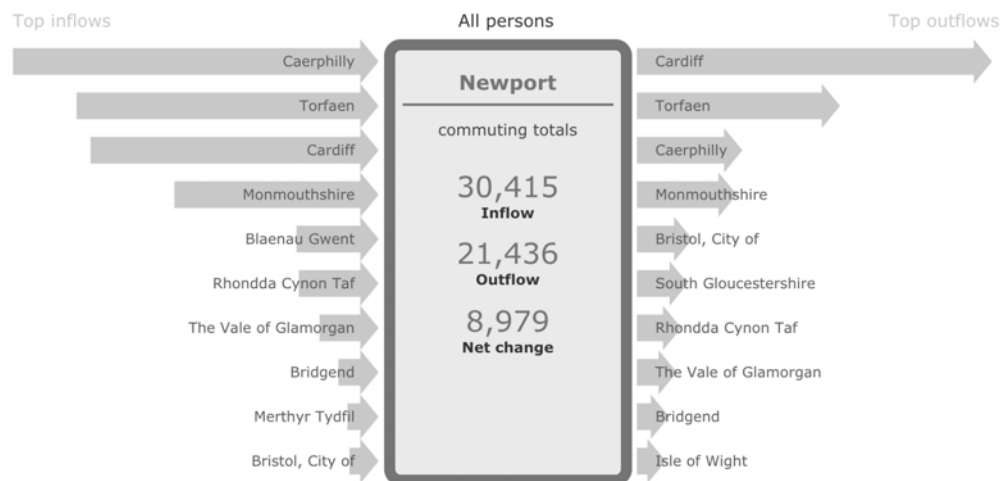 Top inflows
All persons
Top outflows
Caerphilly
Torfaen
Cardiff
Monmouthshire
Blaenau Gwent
Rhondda Cynon Taf
The Vale of Glamorgan
Bridgend
Merthyr Tydfil
Bristol, City of
Newport
commuting totals
30,415
Inflow
21,436
Outflow
8,979
Net change
Cardiff
Torfaen
Caerphilly
Monmouthshire
Bristol, City of
South Gloucestershire
Rhondda Cynon Taf
The Vale of Glamorgan
Bridgend
Isle of Wight